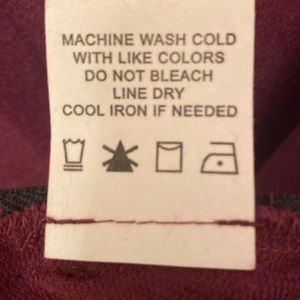 MACHINE WASH COLD
WITH LIKE COLORS
DO NOT BLEACH
LINE DRY
COOL IRON IF NEEDED